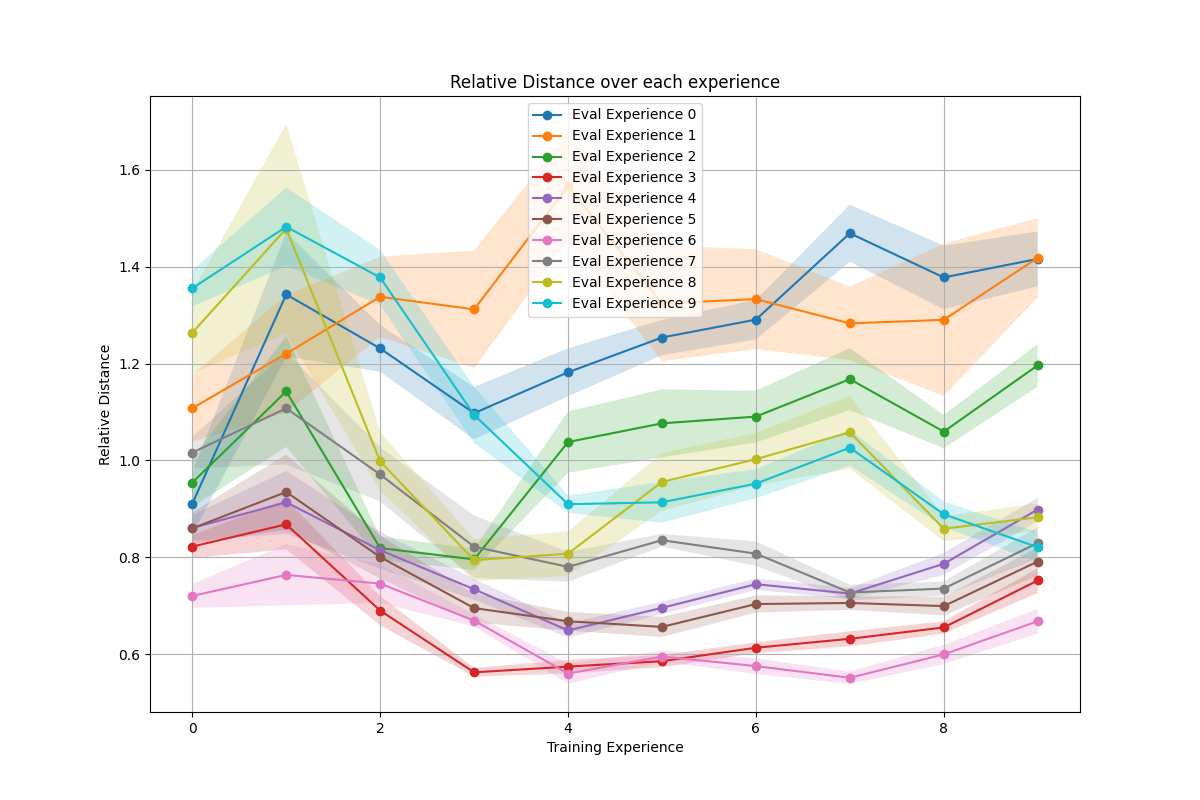 Relative Distance over each experience
Eval Experience 0
Eval Experience 1
Eval Experience 2
Eval Experience 3
Eval Experience 4
Eval Experience 5
Eval Experience 6
Eval Experience 7
Eval Experience 8
Eval Experience 9
Relative Distance
1.6
1.4
1.2
1.0
0.8
0.6
0 2 4 6 8
Training Experience